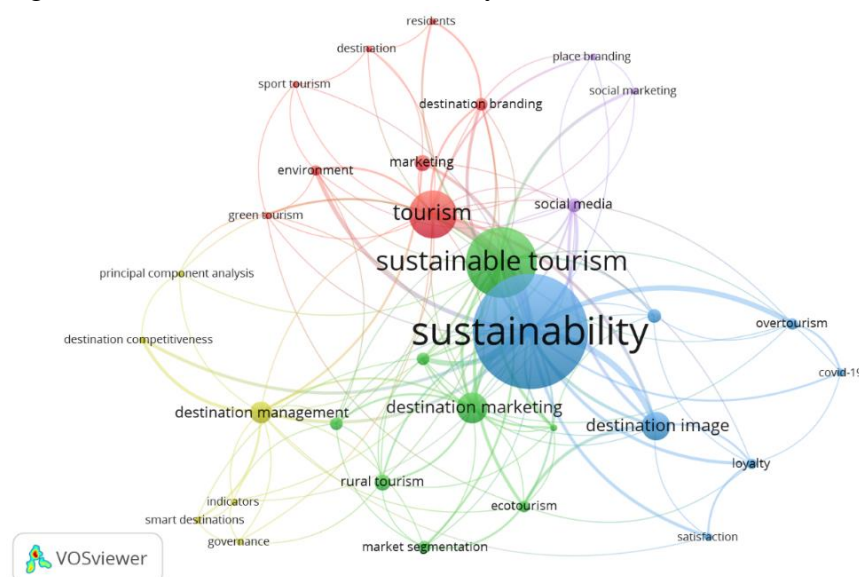 residents
destination
place branding
sport tourism
social marketing
destination branding
marketing
environment
social media
tourism
green tourism
sustainable tourism
principal component analysis
sustainability
overtourism
destination competitiveness
covid-19
destination marketing
destination management
destination image
loyalty
rural tourism
indicators
ecotourism
smart destinations
satisfaction
governance
market segmentation
VOSviewer